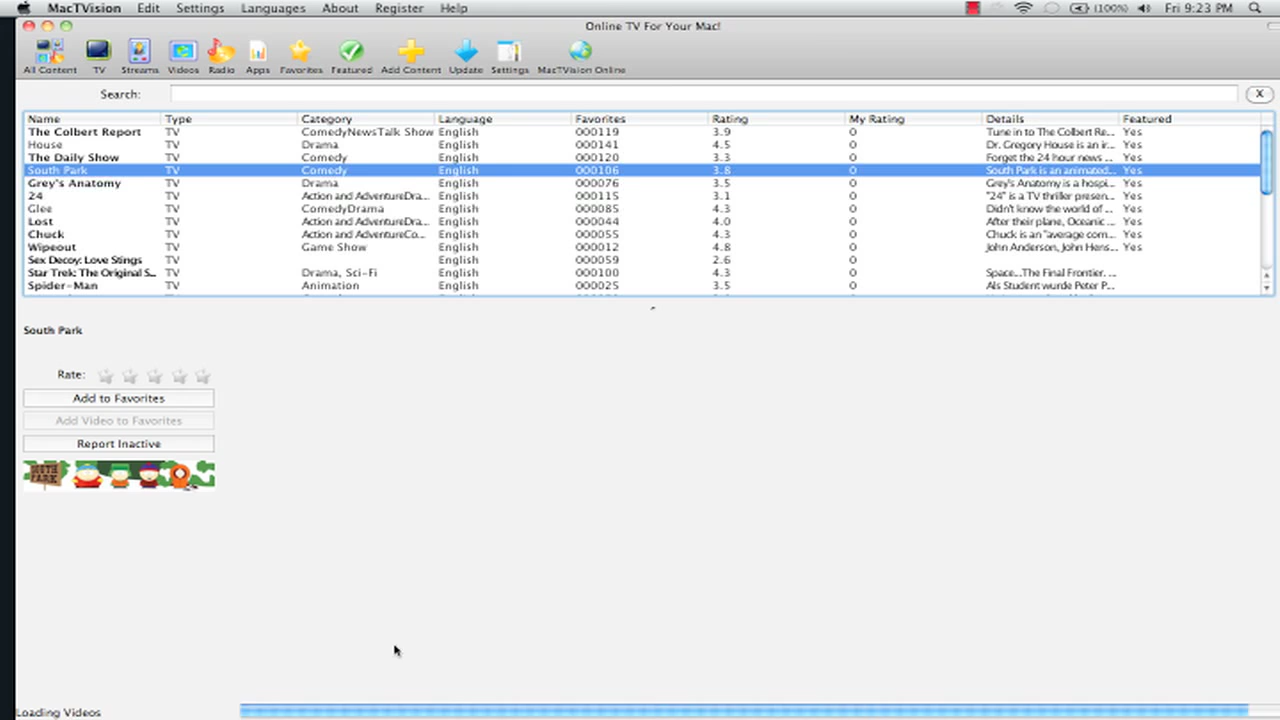 MacTVision Edit Settings Languages About Register Help (100%) Fri 9:23 PM
Online TV For Your Mac!
All Content TV Streams Videos Radio Apps Favorites Featured Add Content Update Settings MacTVision Online
Search: X
Name Type Category Language Favorites Rating My Rating Details Featured
The Colbert Report TV ComedyNewsTalk Show English 000119 3.9 0 Tune in to The Colbert Re... Yes
House TV Drama English 000141 4.5 0 Dr. Gregory House is an ir... Yes
The Daily Show TV Comedy English 000120 3.3 0 Forget the 24 hour news ... Yes
South Park TV Comedy English 000106 3.8 0 South Park is an animated... Yes
Grey's Anatomy TV Drama English 000076 3.5 0 Grey's Anatomy is a hospi... Yes
24 TV Action and AdventureDra... English 000115 3.1 0 "24" is a TV thriller presen... Yes
Glee TV ComedyDrama English 000085 4.3 0 Didn't know the world of ... Yes
Lost TV Action and AdventureDra... English 000044 4.0 0 After their plane, Oceanic ... Yes
Chuck TV Action and AdventureCo... English 000055 4.3 0 Chuck is an "average com... Yes
Wipeout TV Game Show English 000012 4.8 0 John Anderson, John Hens... Yes
Sex Decoy: Love Stings TV English 000059 2.6 0
Star Trek: The Original S... TV Drama, Sci-Fi English 000100 4.3 0 Space...The Final Frontier. ...
Spider-Man TV Animation English 000025 3.5 0 Als Student wurde Peter P...
South Park
Rate:
Add to Favorites
Add Video to Favorites
Report Inactive
SOUTH
PARK
Loading Videos